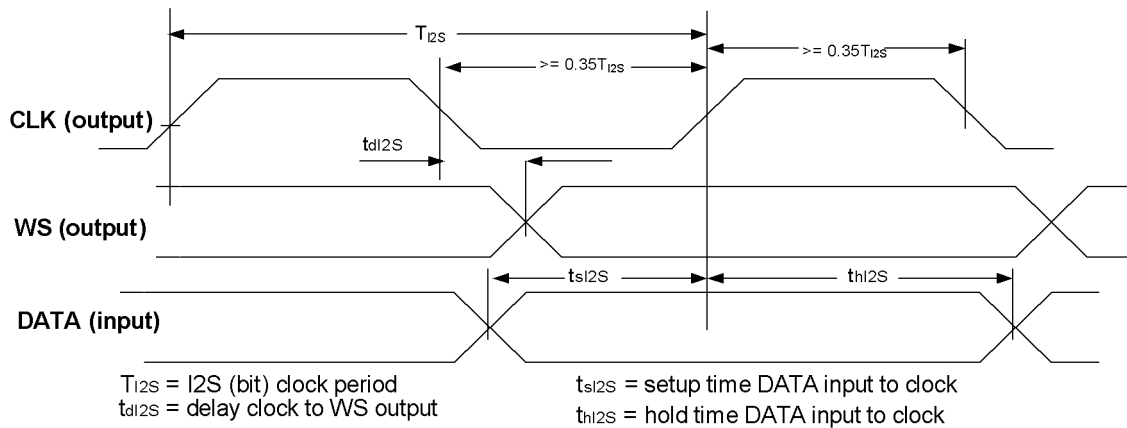 TI2S
>= 0.35TI2S
>= 0.35TI2S
CLK (output)
tdI2S
WS (output)
tsI2S
thI2S
DATA (input)
TI2S = I2S (bit) clock period
tdI2S = delay clock to WS output
tsI2S = setup time DATA input to clock
thI2S = hold time DATA input to clock